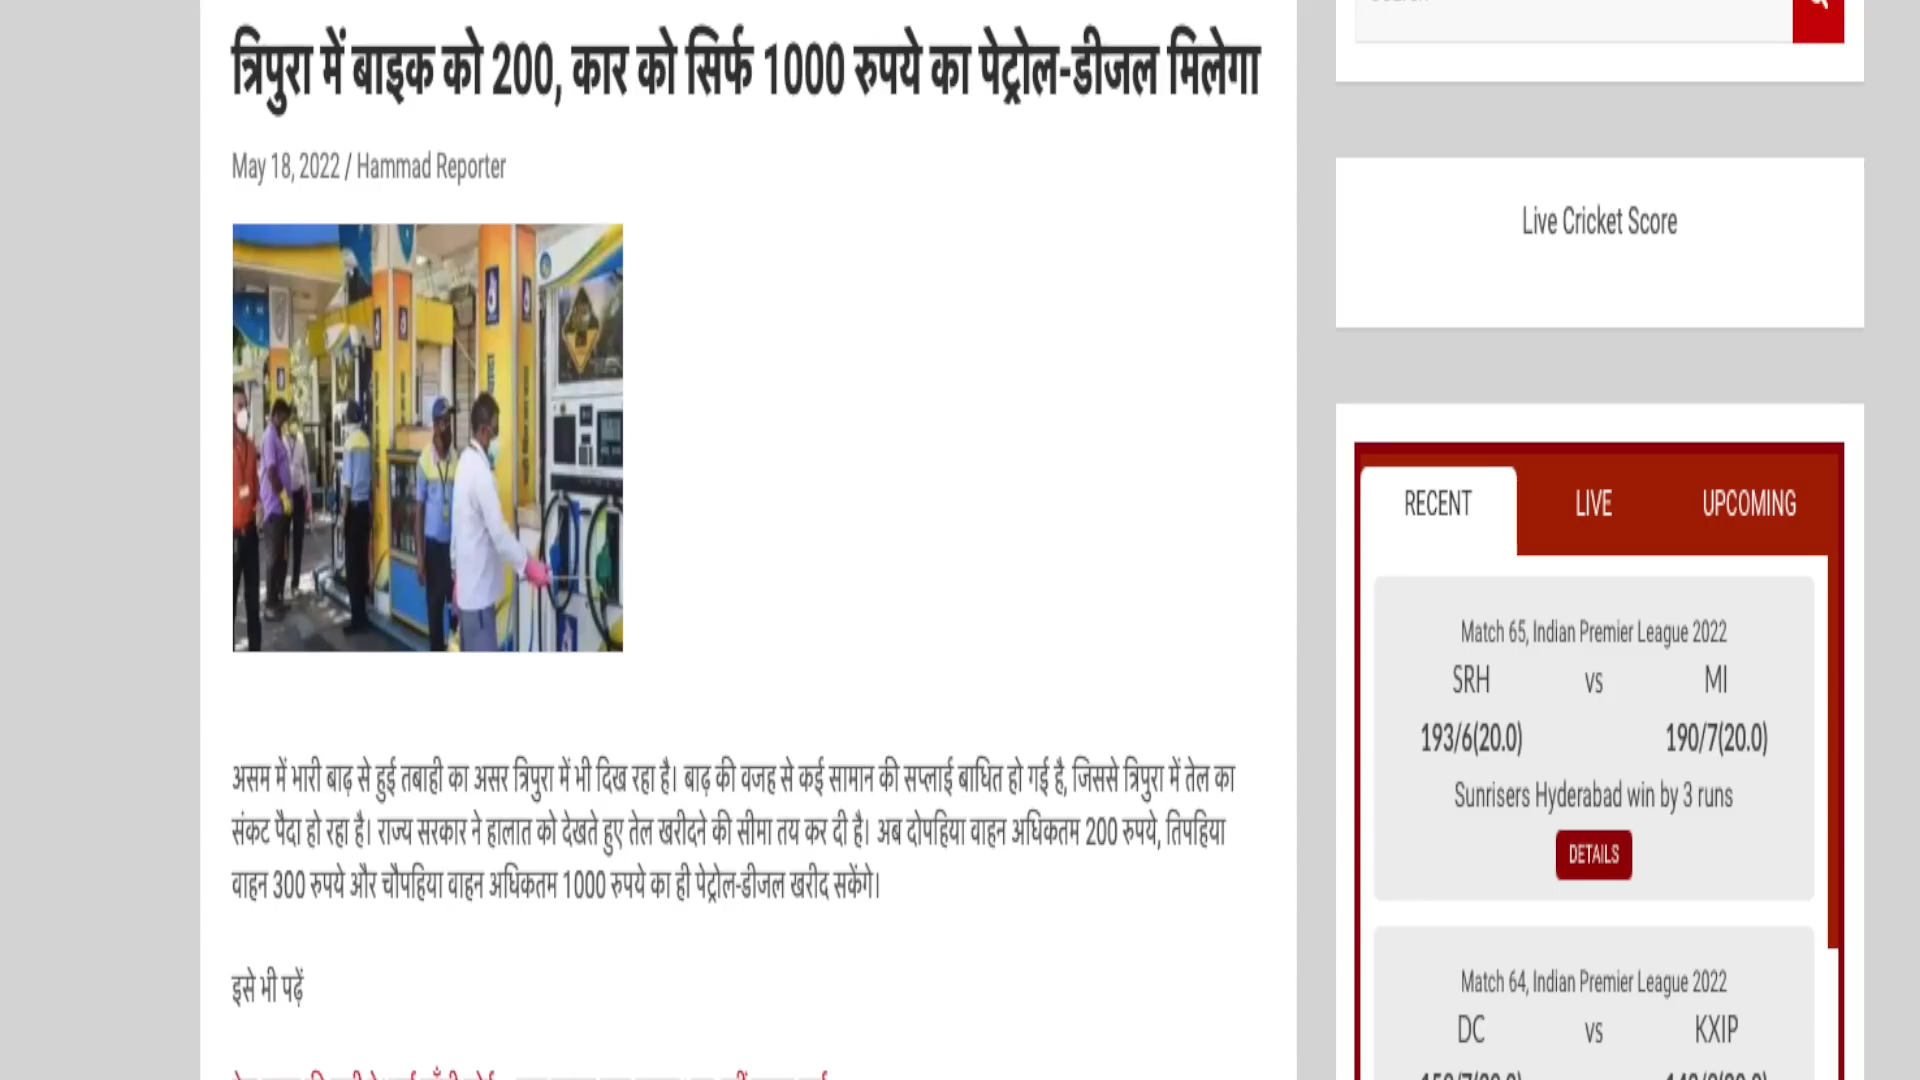 त्रिपुरा में बाइक को 200, कार को सिर्फ 1000 रुपये का पेट्रोल-डीजल मिलेगा
May 18, 2022 / Hammad Reporter
असम में भारी बाढ़ से हुई तबाही का असर त्रिपुरा में भी दिख रहा है। बाढ़ की वजह से कई सामान की सप्लाई बाधित हो गई है, जिससे त्रिपुरा में तेल का
संकट पैदा हो रहा है। राज्य सरकार ने हालात को देखते हुए तेल खरीदने की सीमा तय कर दी है। अब दोपहिया वाहन अधिकतम 200 रुपये, तिपहिया
वाहन 300 रुपये और चौपहिया वाहन अधिकतम 1000 रुपये का ही पेट्रोल-डीजल खरीद सकेंगे।
इसे भी पढ़ें
Live Cricket Score
RECENT LIVE UPCOMING
Match 65, Indian Premier League 2022
SRH vs MI
193/6(20.0) 190/7(20.0)
Sunrisers Hyderabad win by 3 runs
DETAILS
Match 64, Indian Premier League 2022
DC vs KXIP